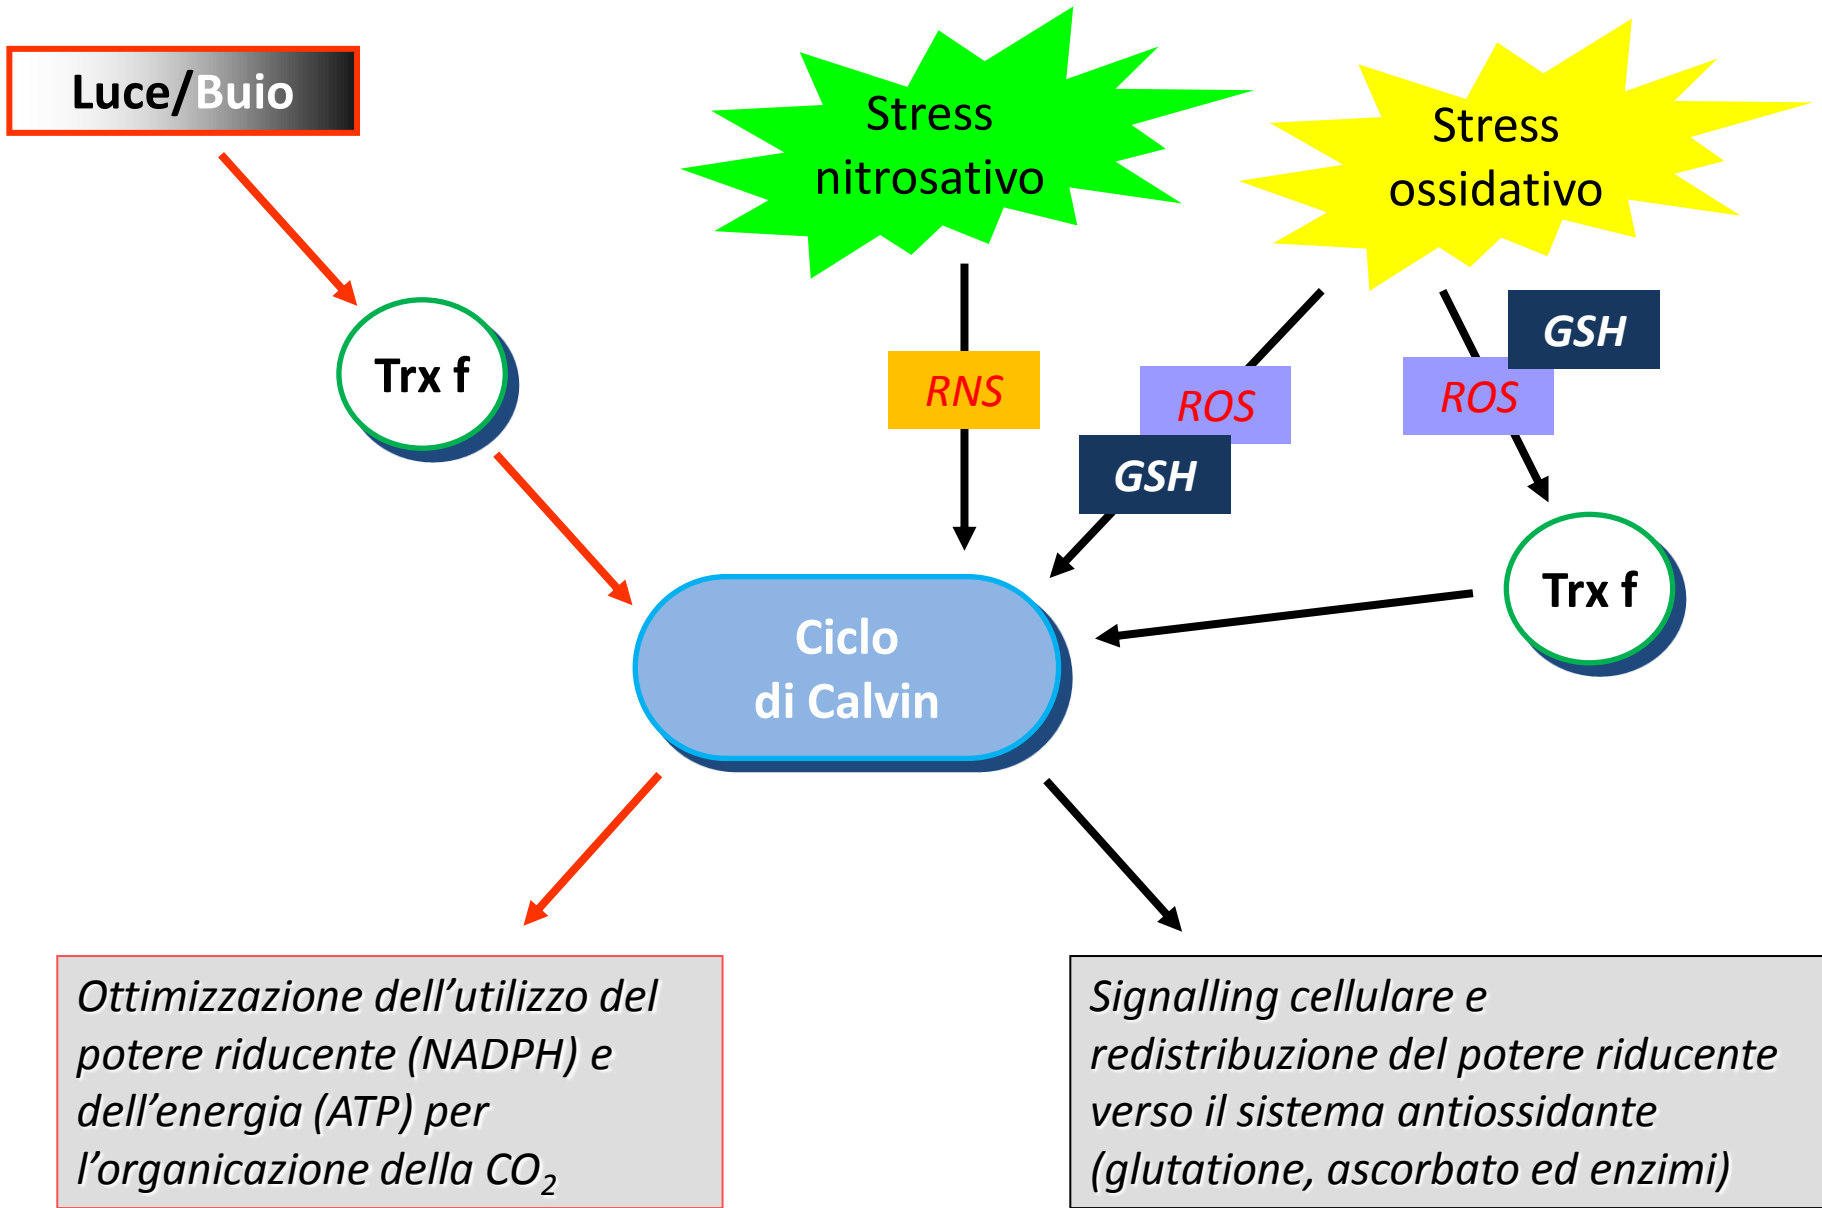 Luce/Buio
Stress
nitrosativo
Stress
ossidativo
Trx f
RNS
ROS
GSH
GSH
ROS
Trx f
Ciclo
di Calvin
Ottimizzazione dell’utilizzo del
potere riducente (NADPH) e
dell’energia (ATP) per
l’organicazione della CO₂
Signalling cellulare e
redistribuzione del potere riducente
verso il sistema antiossidante
(glutatione, ascorbato ed enzimi)